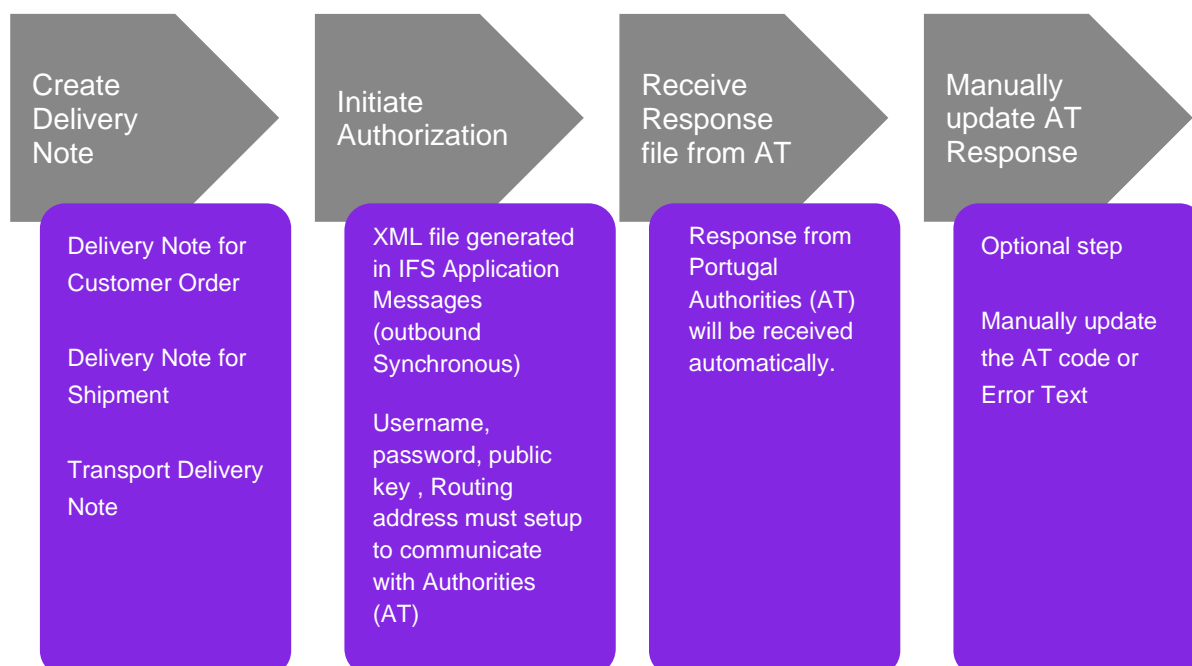 Create
Delivery
Note
Delivery Note for
Customer Order
Delivery Note for
Shipment
Transport Delivery
Note
Initiate
Authorization
XML file generated
in IFS Application
Messages
(outbound
Synchronous)
Username,
password, public
key , Routing
address must setup
to communicate
with Authorities
(AT)
Receive
Response
file from AT
Response from
Portugal
Authorities (AT)
will be received
automatically.
Manually
update AT
Response
Optional step
Manually update
the AT code or
Error Text